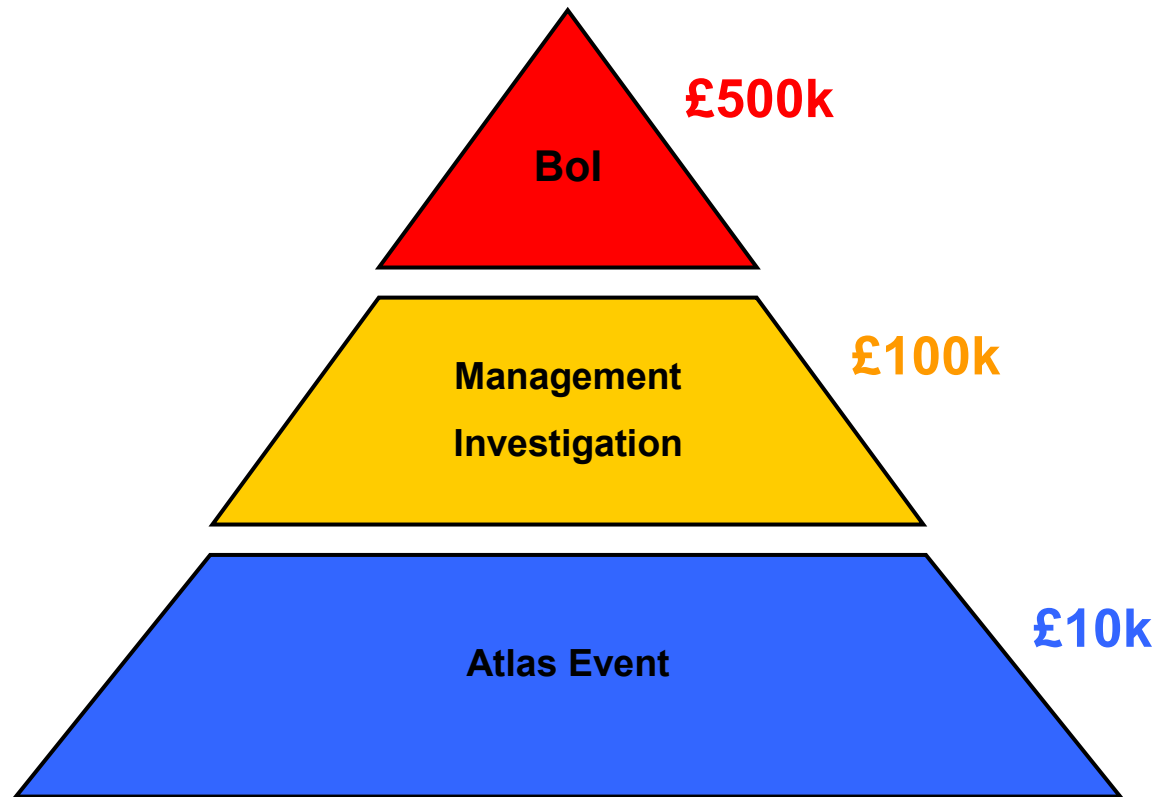 £500k
BoI
Management
£100k
Investigation
Atlas Event
£10k